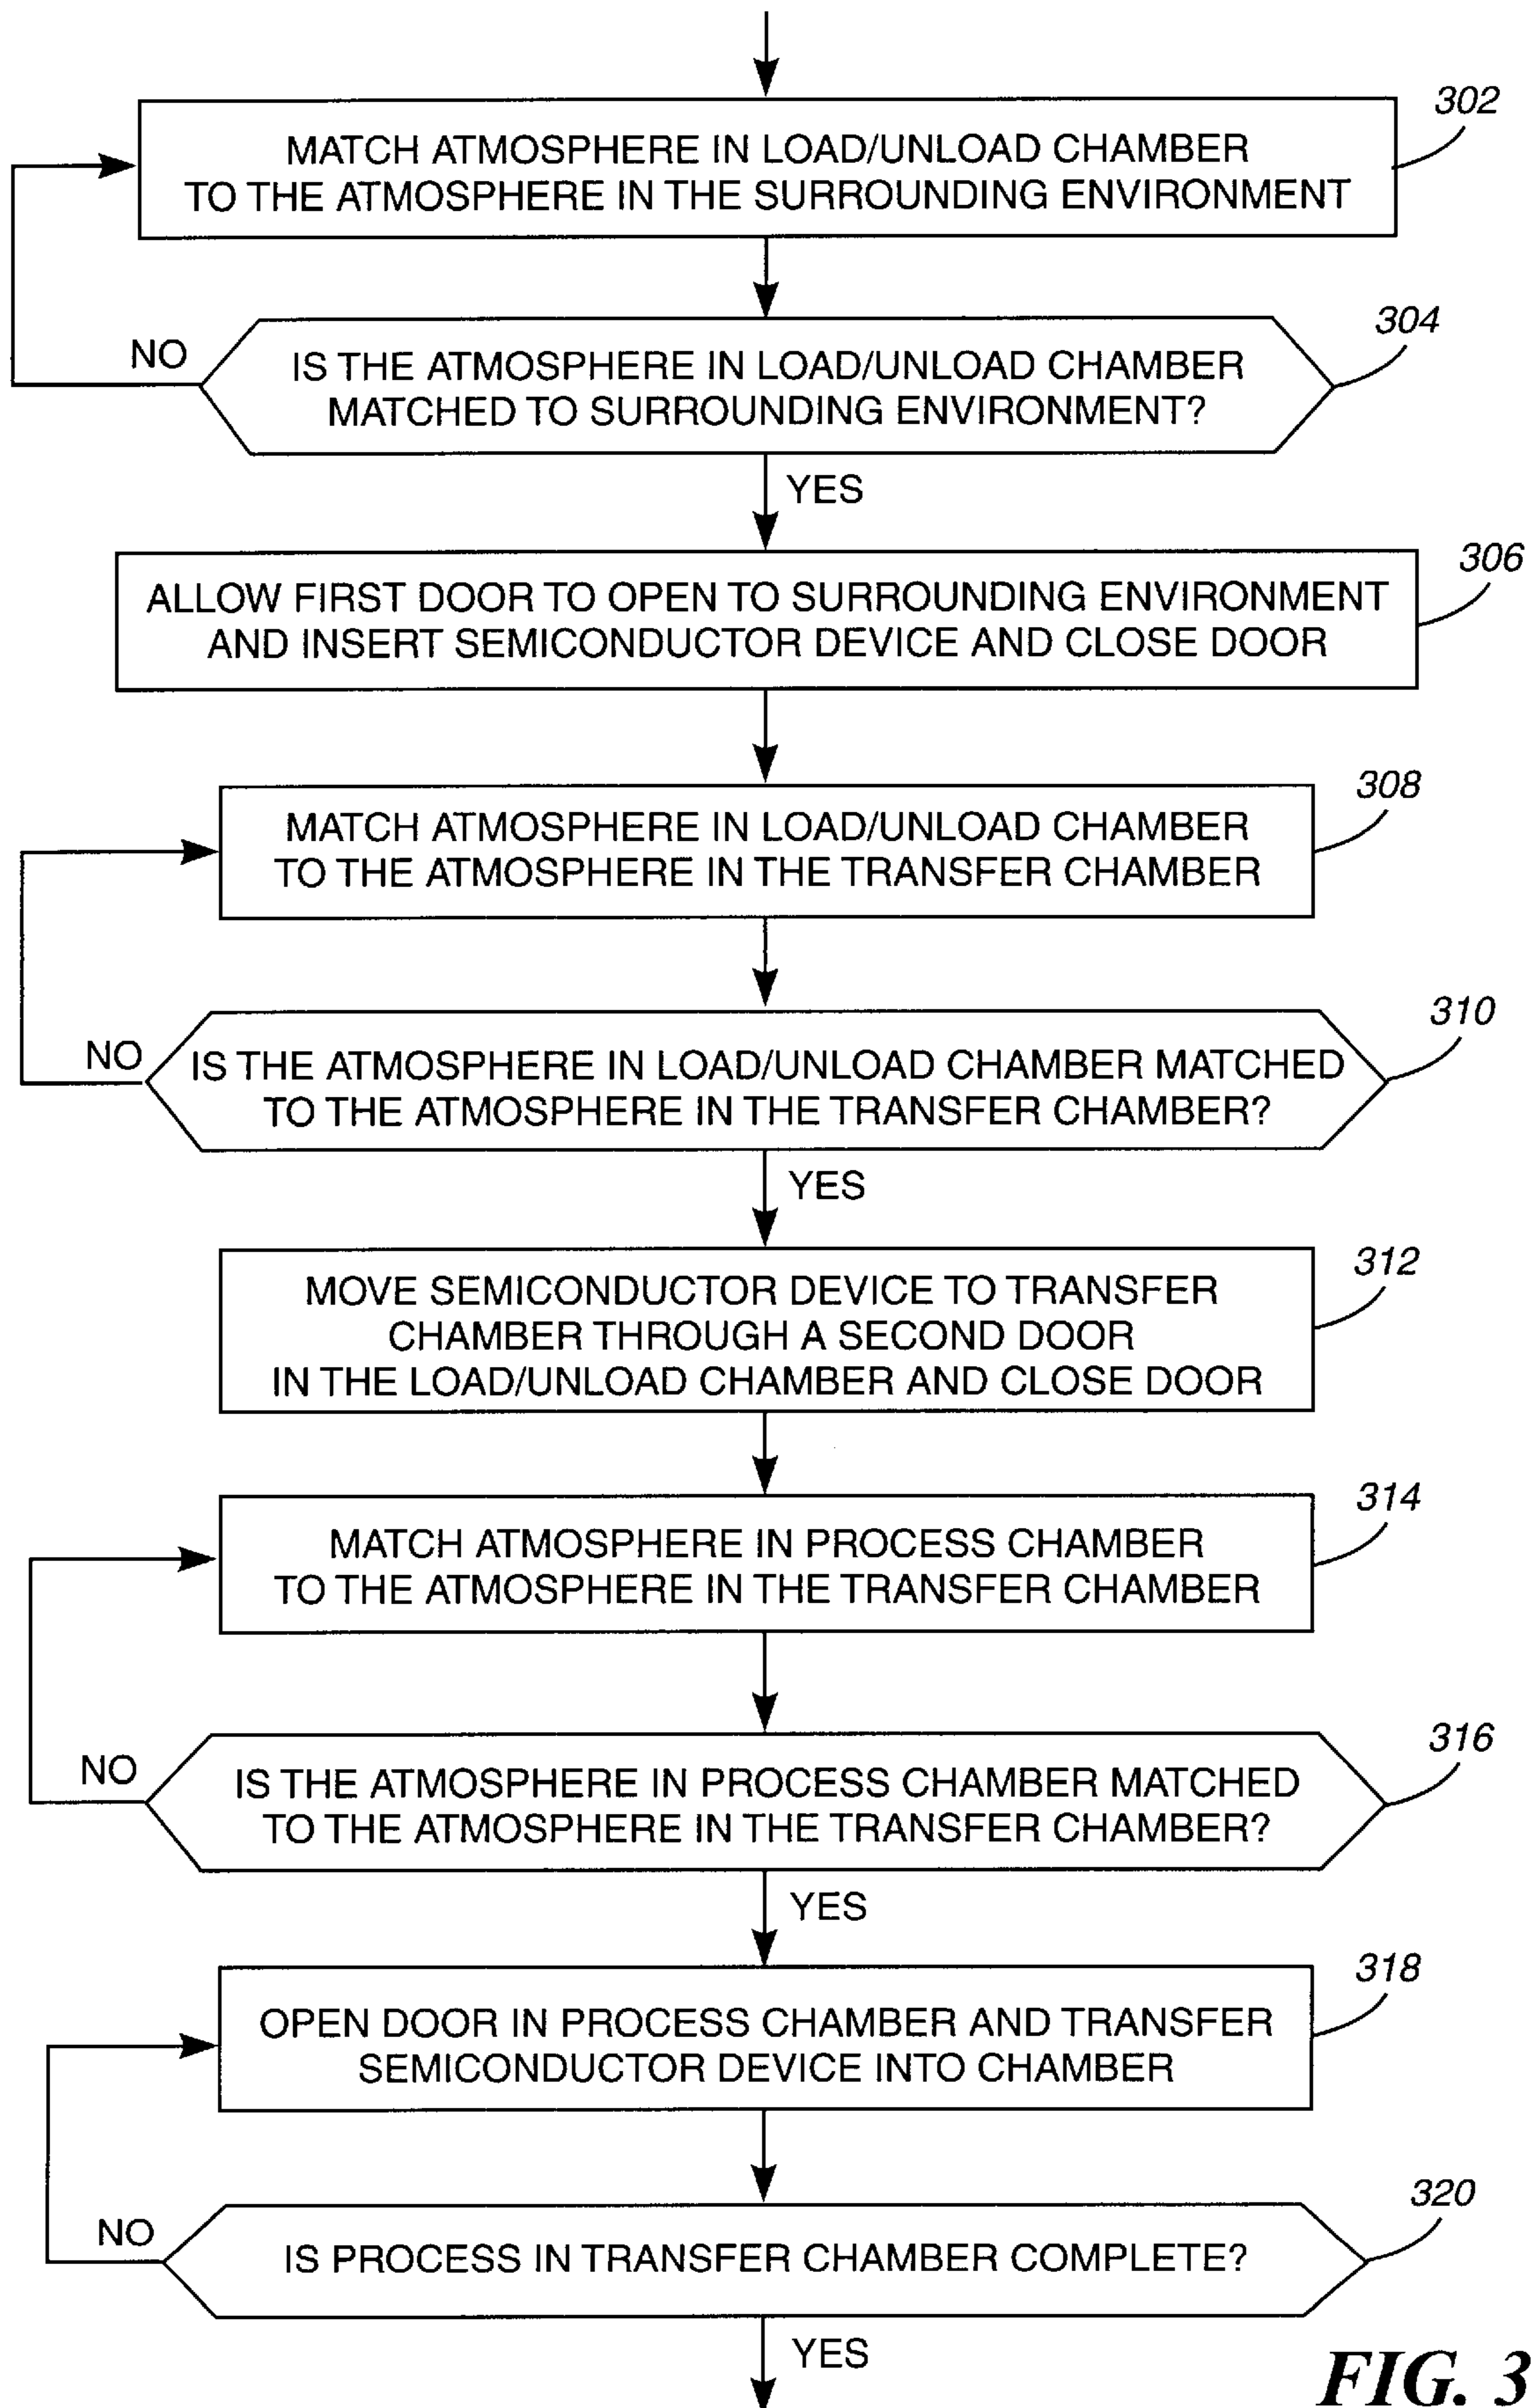 302
MATCH ATMOSPHERE IN LOAD/UNLOAD CHAMBER
TO THE ATMOSPHERE IN THE SURROUNDING ENVIRONMENT
304
NO
IS THE ATMOSPHERE IN LOAD/UNLOAD CHAMBER
MATCHED TO SURROUNDING ENVIRONMENT?
YES
306
ALLOW FIRST DOOR TO OPEN TO SURROUNDING ENVIRONMENT
AND INSERT SEMICONDUCTOR DEVICE AND CLOSE DOOR
308
MATCH ATMOSPHERE IN LOAD/UNLOAD CHAMBER
TO THE ATMOSPHERE IN THE TRANSFER CHAMBER
310
NO
IS THE ATMOSPHERE IN LOAD/UNLOAD CHAMBER MATCHED
TO THE ATMOSPHERE IN THE TRANSFER CHAMBER?
YES
312
MOVE SEMICONDUCTOR DEVICE TO TRANSFER
CHAMBER THROUGH A SECOND DOOR
IN THE LOAD/UNLOAD CHAMBER AND CLOSE DOOR
314
MATCH ATMOSPHERE IN PROCESS CHAMBER
TO THE ATMOSPHERE IN THE TRANSFER CHAMBER
316
NO
IS THE ATMOSPHERE IN PROCESS CHAMBER MATCHED
TO THE ATMOSPHERE IN THE TRANSFER CHAMBER?
YES
318
OPEN DOOR IN PROCESS CHAMBER AND TRANSFER
SEMICONDUCTOR DEVICE INTO CHAMBER
320
NO
IS PROCESS IN TRANSFER CHAMBER COMPLETE?
YES
FIG. 3